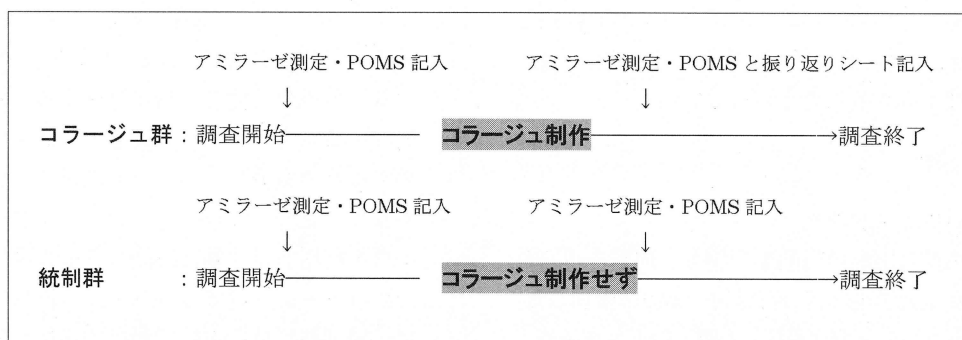 アミラーゼ測定・POMS 記入 アミラーゼ測定・POMS と振り返りシート記入
↓ ↓
コラージュ群：調査開始────コラージュ制作────────→調査終了
アミラーゼ測定・POMS 記入 アミラーゼ測定・POMS 記入
↓ ↓
統制群　　　：調査開始────コラージュ制作せず──────→調査終了